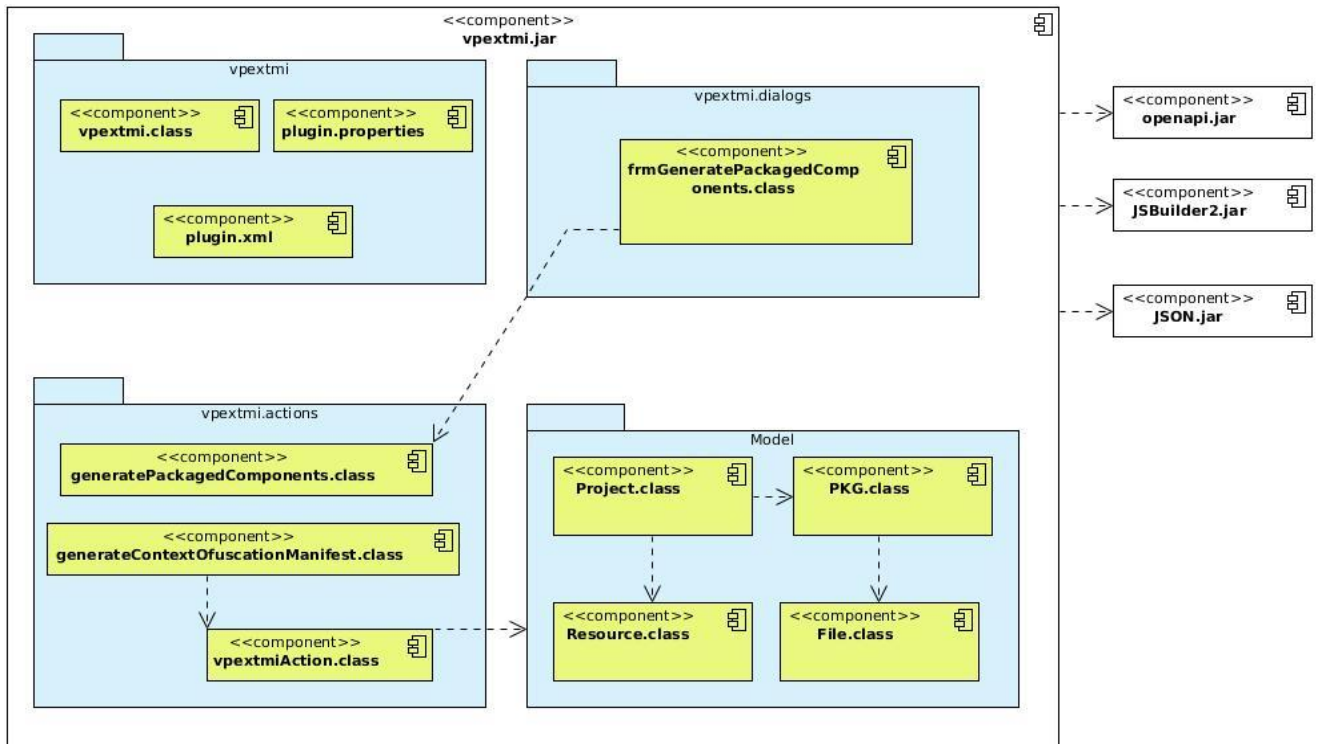 <<component>>
vpextmi.jar
vpextmi
<<component>>
vpextmi.class
<<component>>
plugin.properties
<<component>>
plugin.xml
vpextmi.dialogs
<<component>>
frmGeneratePackagedComp
onents.class
<<component>>
openapi.jar
<<component>>
JSBuilder2.jar
<<component>>
JSON.jar
vpextmi.actions
<<component>>
generatePackagedComponents.class
<<component>>
generateContextOfuscationManifest.class
<<component>>
vpextmiAction.class
Model
<<component>>
Project.class
<<component>>
PKG.class
<<component>>
Resource.class
<<component>>
File.class